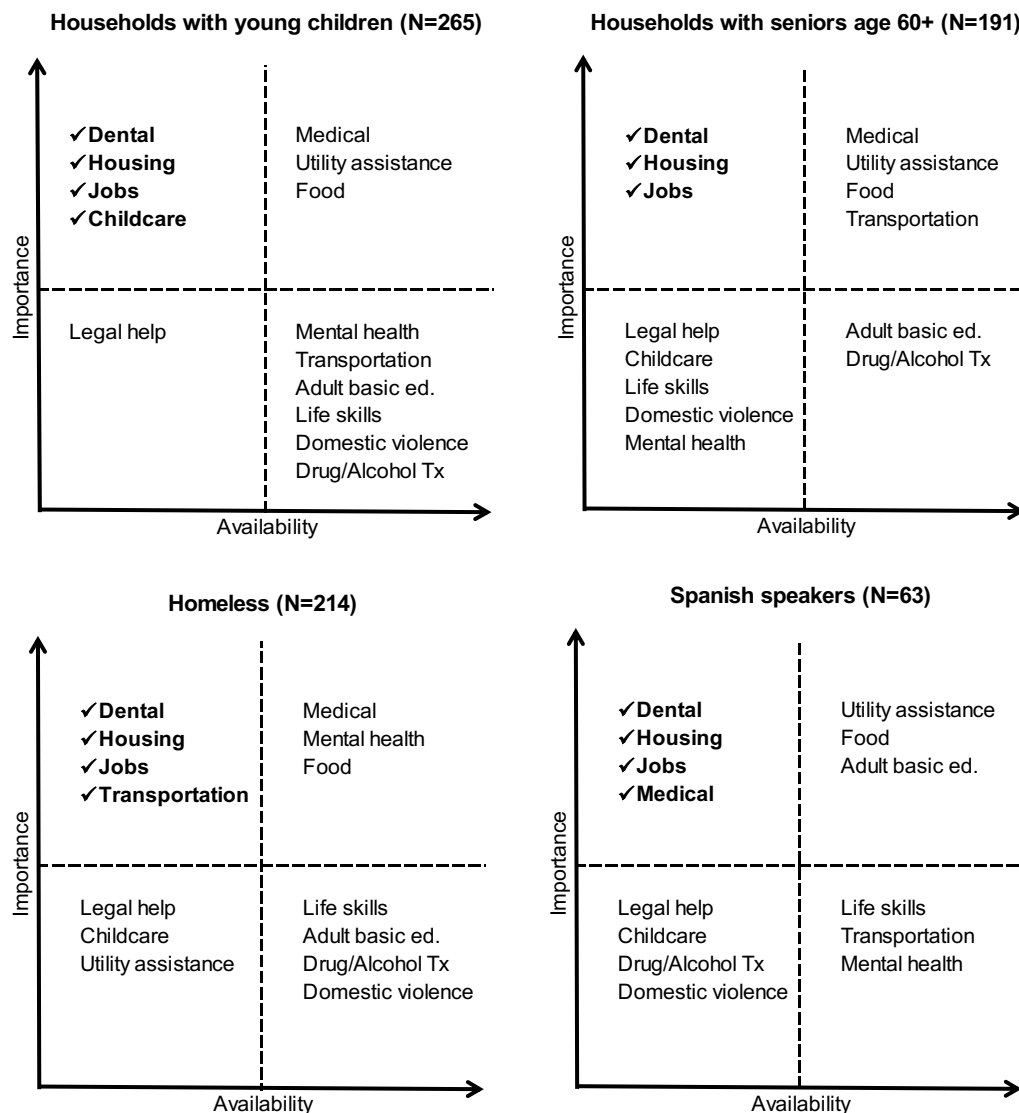 Households with young children (N=265)
Importance
✓Dental
✓Housing
✓Jobs
✓Childcare
Medical
Utility assistance
Food
Legal help
Mental health
Transportation
Adult basic ed.
Life skills
Domestic violence
Drug/Alcohol Tx
Availability
Households with seniors age 60+ (N=191)
Importance
✓Dental
✓Housing
✓Jobs
Medical
Utility assistance
Food
Transportation
Legal help
Childcare
Life skills
Domestic violence
Mental health
Adult basic ed.
Drug/Alcohol Tx
Availability
Homeless (N=214)
Importance
✓Dental
✓Housing
✓Jobs
✓Transportation
Medical
Mental health
Food
Legal help
Childcare
Utility assistance
Life skills
Adult basic ed.
Drug/Alcohol Tx
Domestic violence
Availability
Spanish speakers (N=63)
Importance
✓Dental
✓Housing
✓Jobs
✓Medical
Utility assistance
Food
Adult basic ed.
Legal help
Childcare
Drug/Alcohol Tx
Domestic violence
Life skills
Transportation
Mental health
Availability